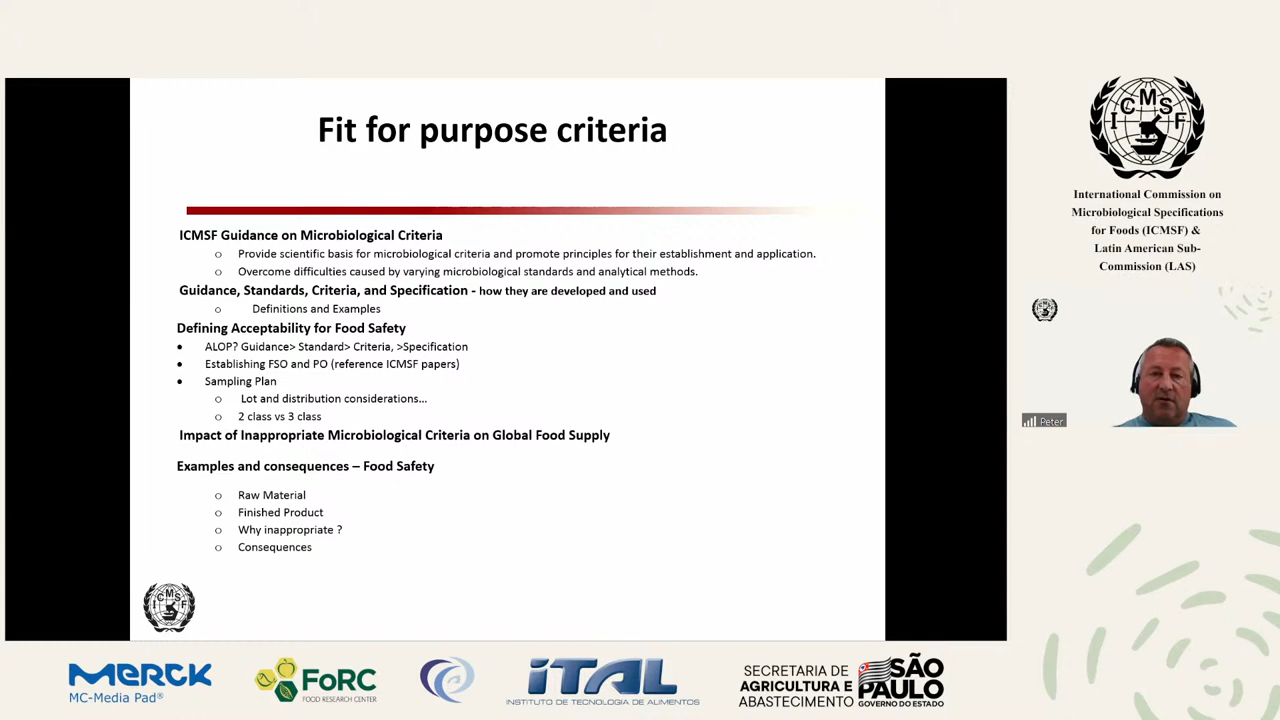 Fit for purpose criteria
ICMSF Guidance on Microbiological Criteria
o Provide scientific basis for microbiological criteria and promote principles for their establishment and application.
o Overcome difficulties caused by varying microbiological standards and analytical methods.
Guidance, Standards, Criteria, and Specification - how they are developed and used
o Definitions and Examples
Defining Acceptability for Food Safety
• ALOP? Guidance> Standard> Criteria, >Specification
• Establishing FSO and PO (reference ICMSF papers)
• Sampling Plan
o Lot and distribution considerations…
o 2 class vs 3 class
Impact of Inappropriate Microbiological Criteria on Global Food Supply
Examples and consequences – Food Safety
o Raw Material
o Finished Product
o Why inappropriate ?
o Consequences
ICMSF
ICMSF
International Commission on
Microbiological Specifications
for Foods (ICMSF) &
Latin American Sub-
Commission (LAS)
Peter
MERCK
MC-Media Pad®
FoRC
FOOD RESEARCH CENTER
iTAL
INSTITUTO DE TECNOLOGIA DE ALIMENTOS
SECRETARIA DE
AGRICULTURA E
ABASTECIMENTO
SÃO
PAULO
GOVERNO DO ESTADO